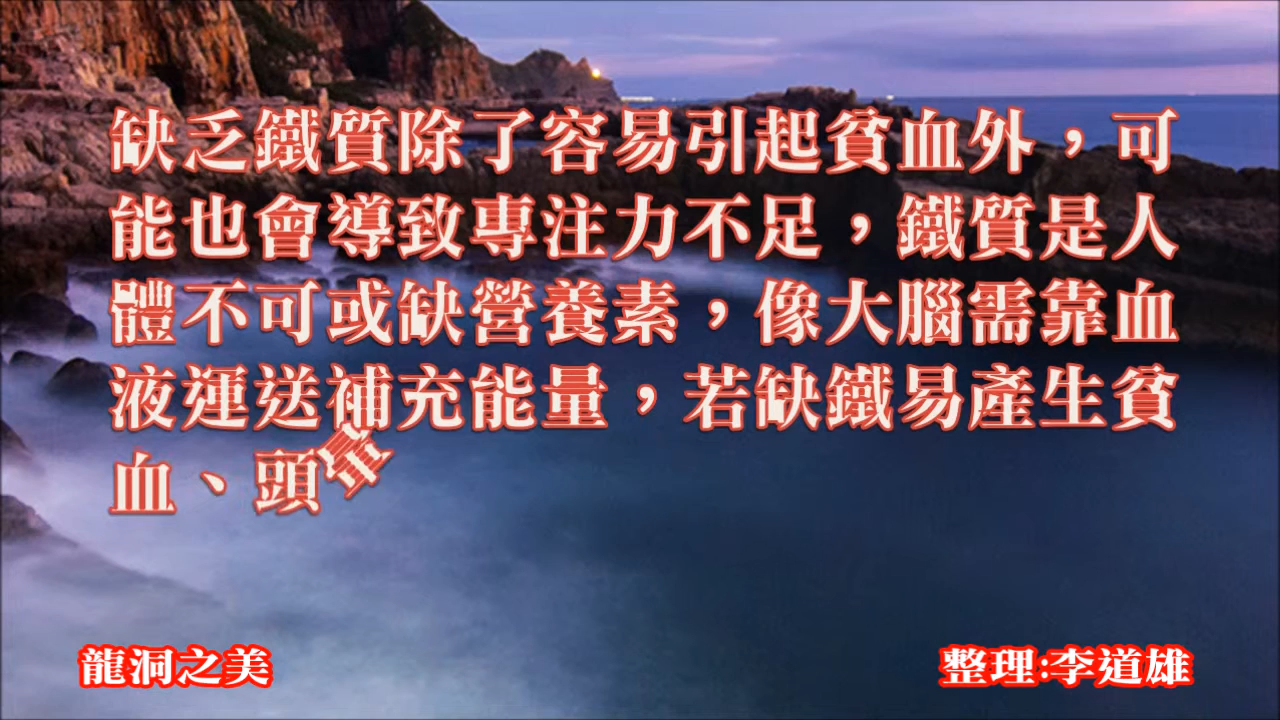 缺乏鐵質除了容易引起貧血外，可
能也會導致專注力不足，鐵質是人
體不可或缺營養素，像大腦需靠血
液運送補充能量，若缺鐵易產生貧
血、頭暈
龍洞之美
整理:李道雄